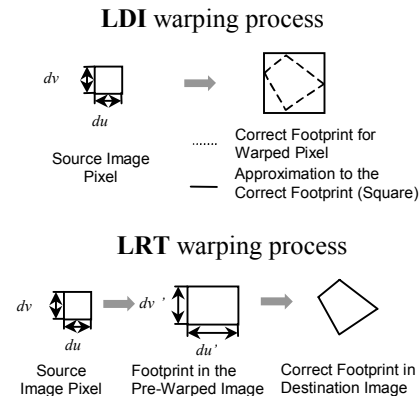 LDI warping process
dv
du
Source Image
Pixel
Correct Footprint for
Warped Pixel
Approximation to the
Correct Footprint (Square)
LRT warping process
dv
du
dv '
du'
Source
Image Pixel
Footprint in the
Pre-Warped Image
Correct Footprint in
Destination Image